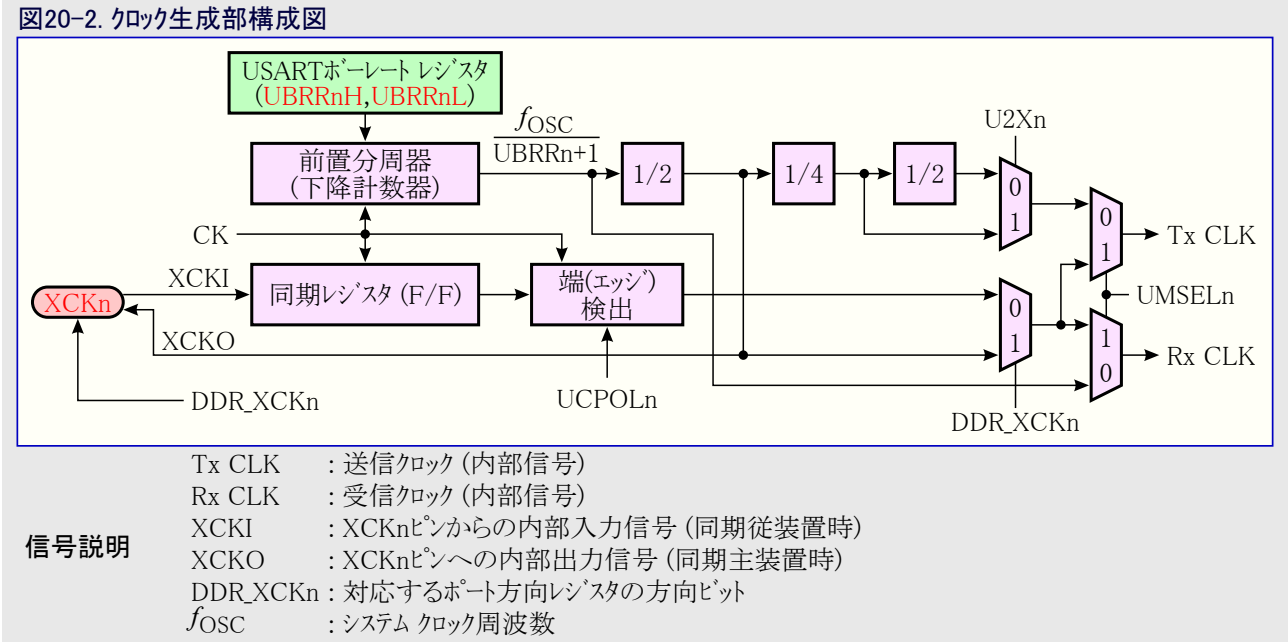 図20-2. クロック生成部構成図
USARTボーレート レジスタ
(UBRRnH,UBRRnL)
fOSC
UBRRn+1
U2Xn
前置分周器
(下降計数器)
1/2
1/4
1/2
0
1
0
1
Tx CLK
CK
XCKI
同期レジスタ (F/F)
端(エッジ)
検出
XCKn
0
1
UMSELn
XCKO
1
0
Rx CLK
DDR_XCKn
UCPOLn
DDR_XCKn
信号説明
Tx CLK : 送信クロック (内部信号)
Rx CLK : 受信クロック (内部信号)
XCKI : XCKnピンからの内部入力信号 (同期従装置時)
XCKO : XCKnピンへの内部出力信号 (同期主装置時)
DDR_XCKn : 対応するポート方向レジスタの方向ビット
fOSC : システム クロック周波数